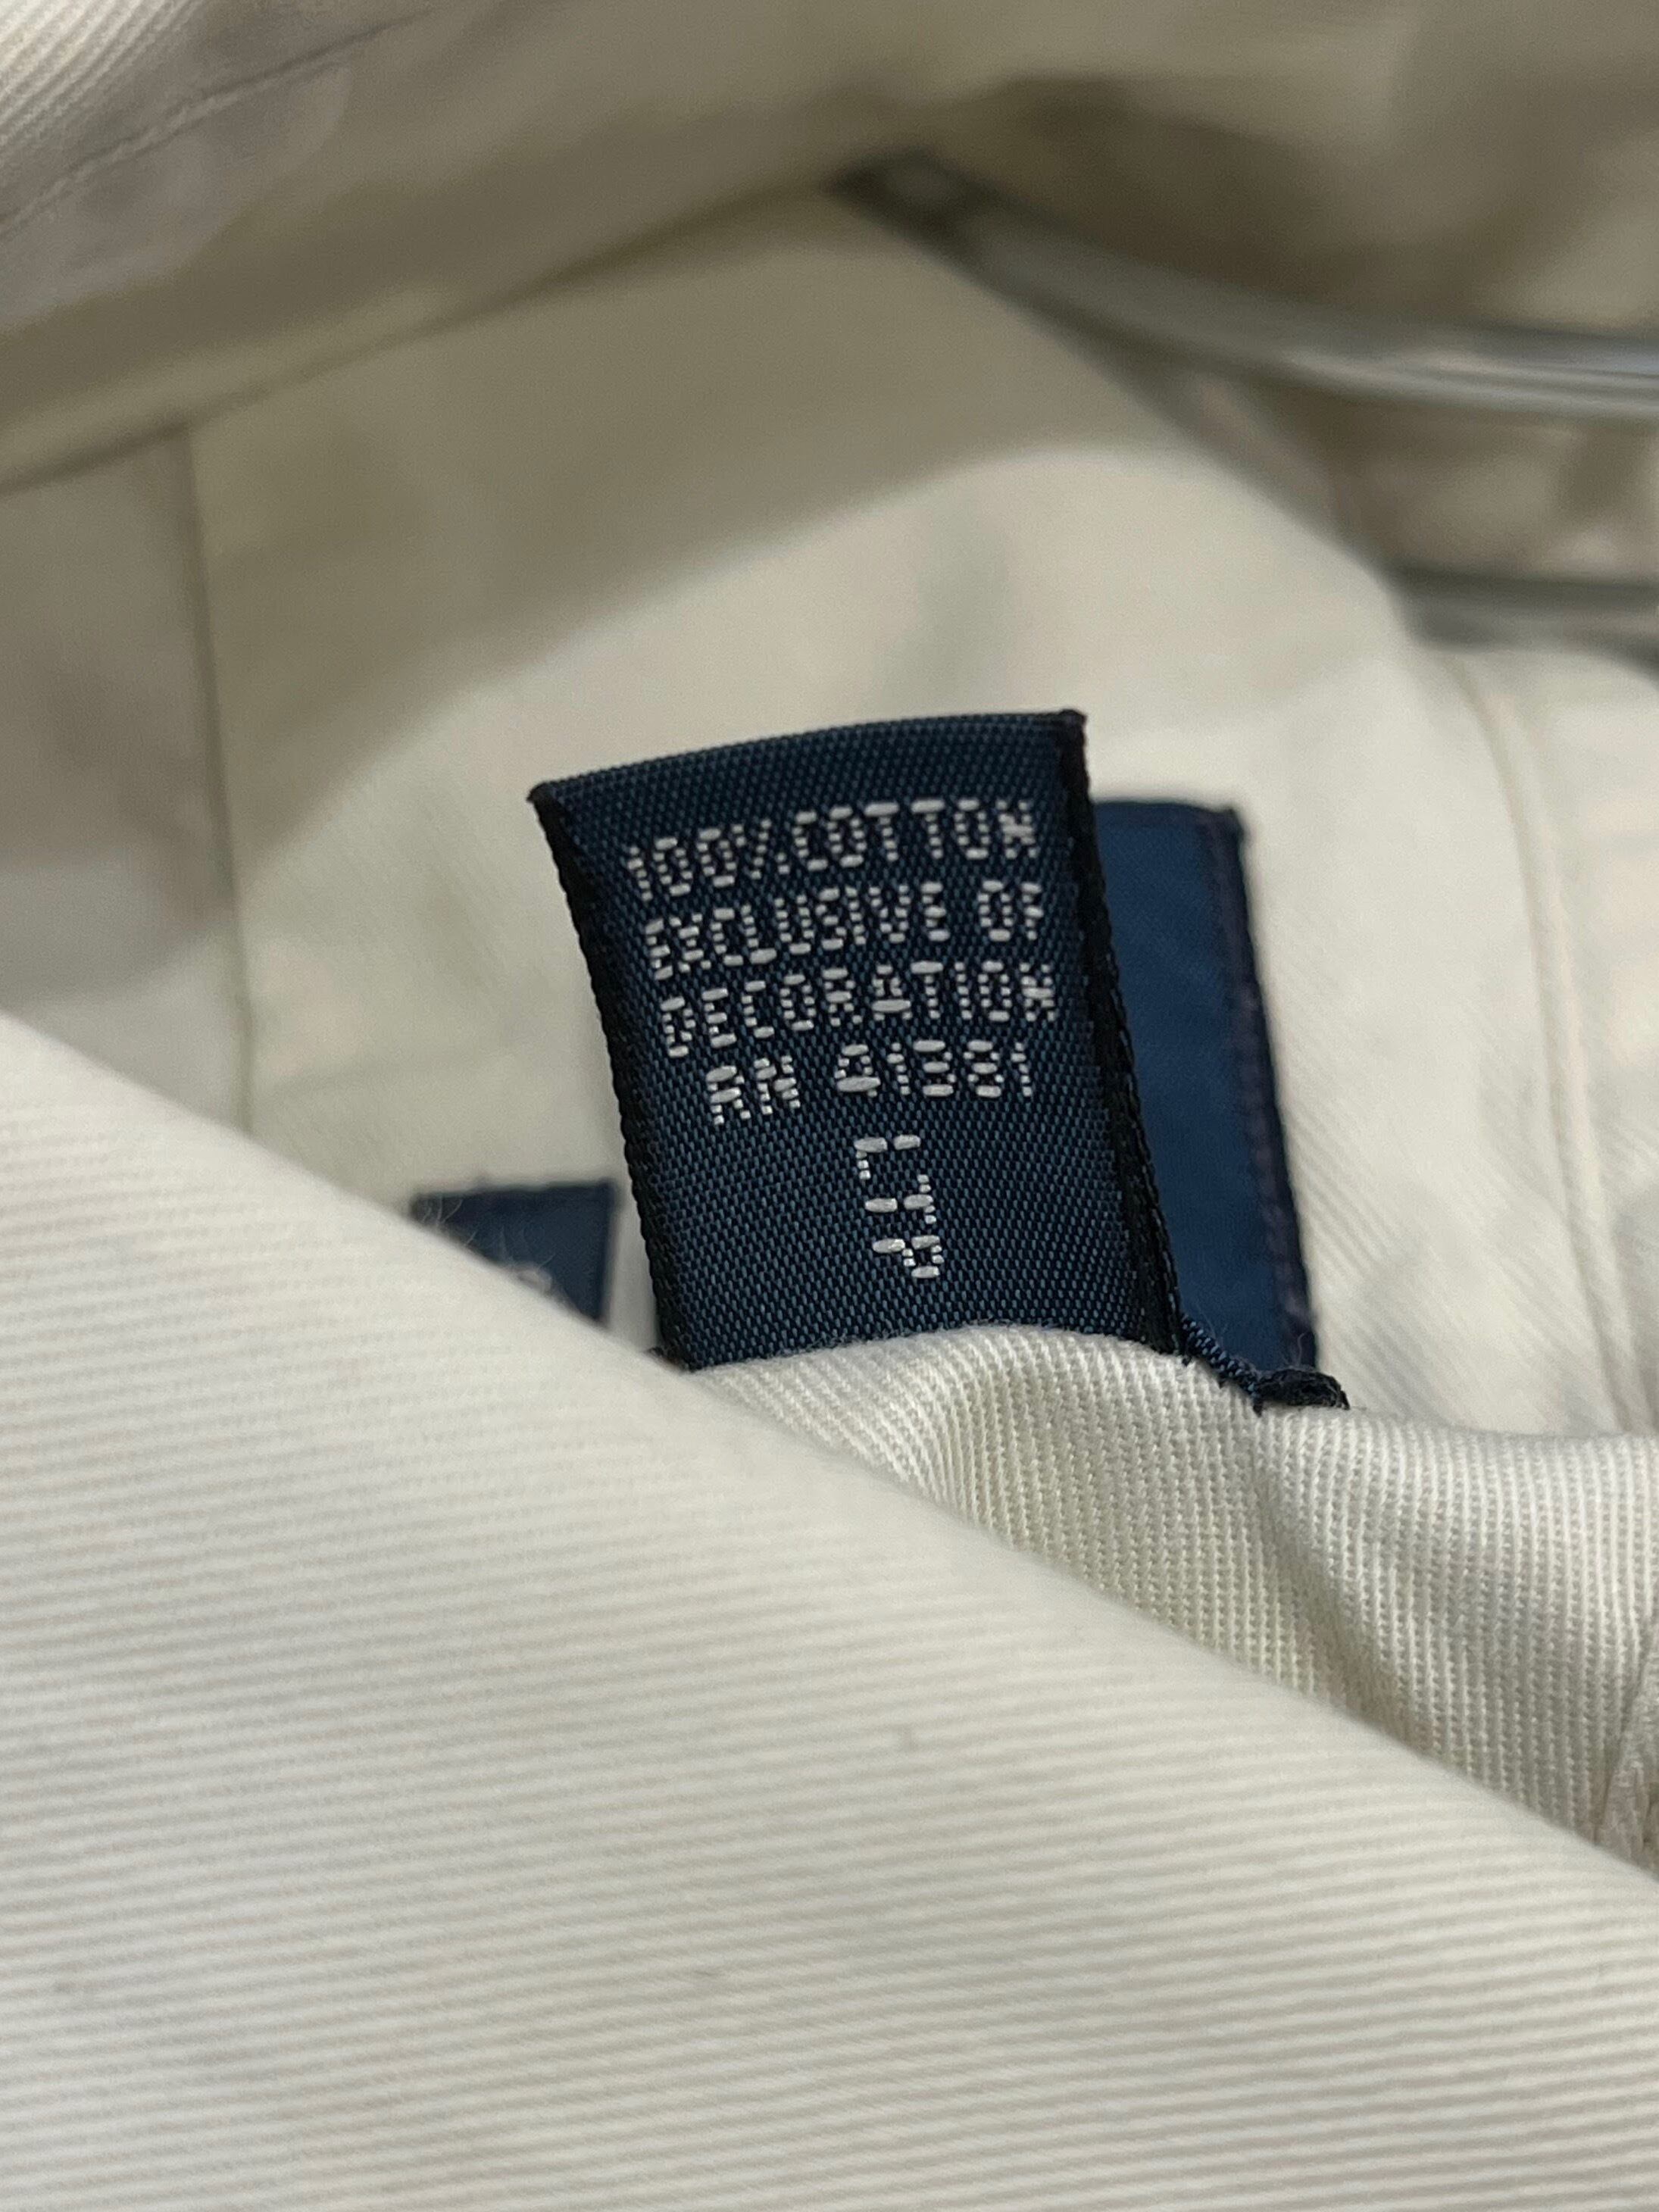 100% COTTON
EXCLUSIVE OF
DECORATION
RN 41381